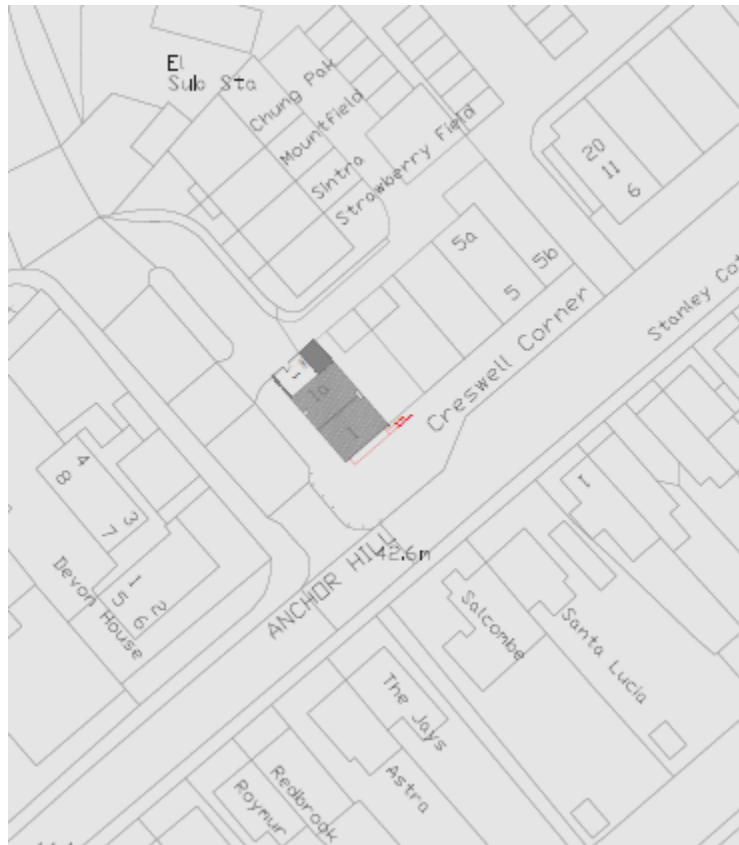 El
Sub Sta
Chung Pak
Mountfield
Sintra
Strawberry Field
20
11
6
5a
5b
5
Creswell Corner
Stanley Cot
1a
1
4
8
3
7
1
2
5
6
Devon House
ANCHOR HILL
42.6m
1
Salcombe
Santa Lucia
The Jays
Astra
Redbrook
Roymur